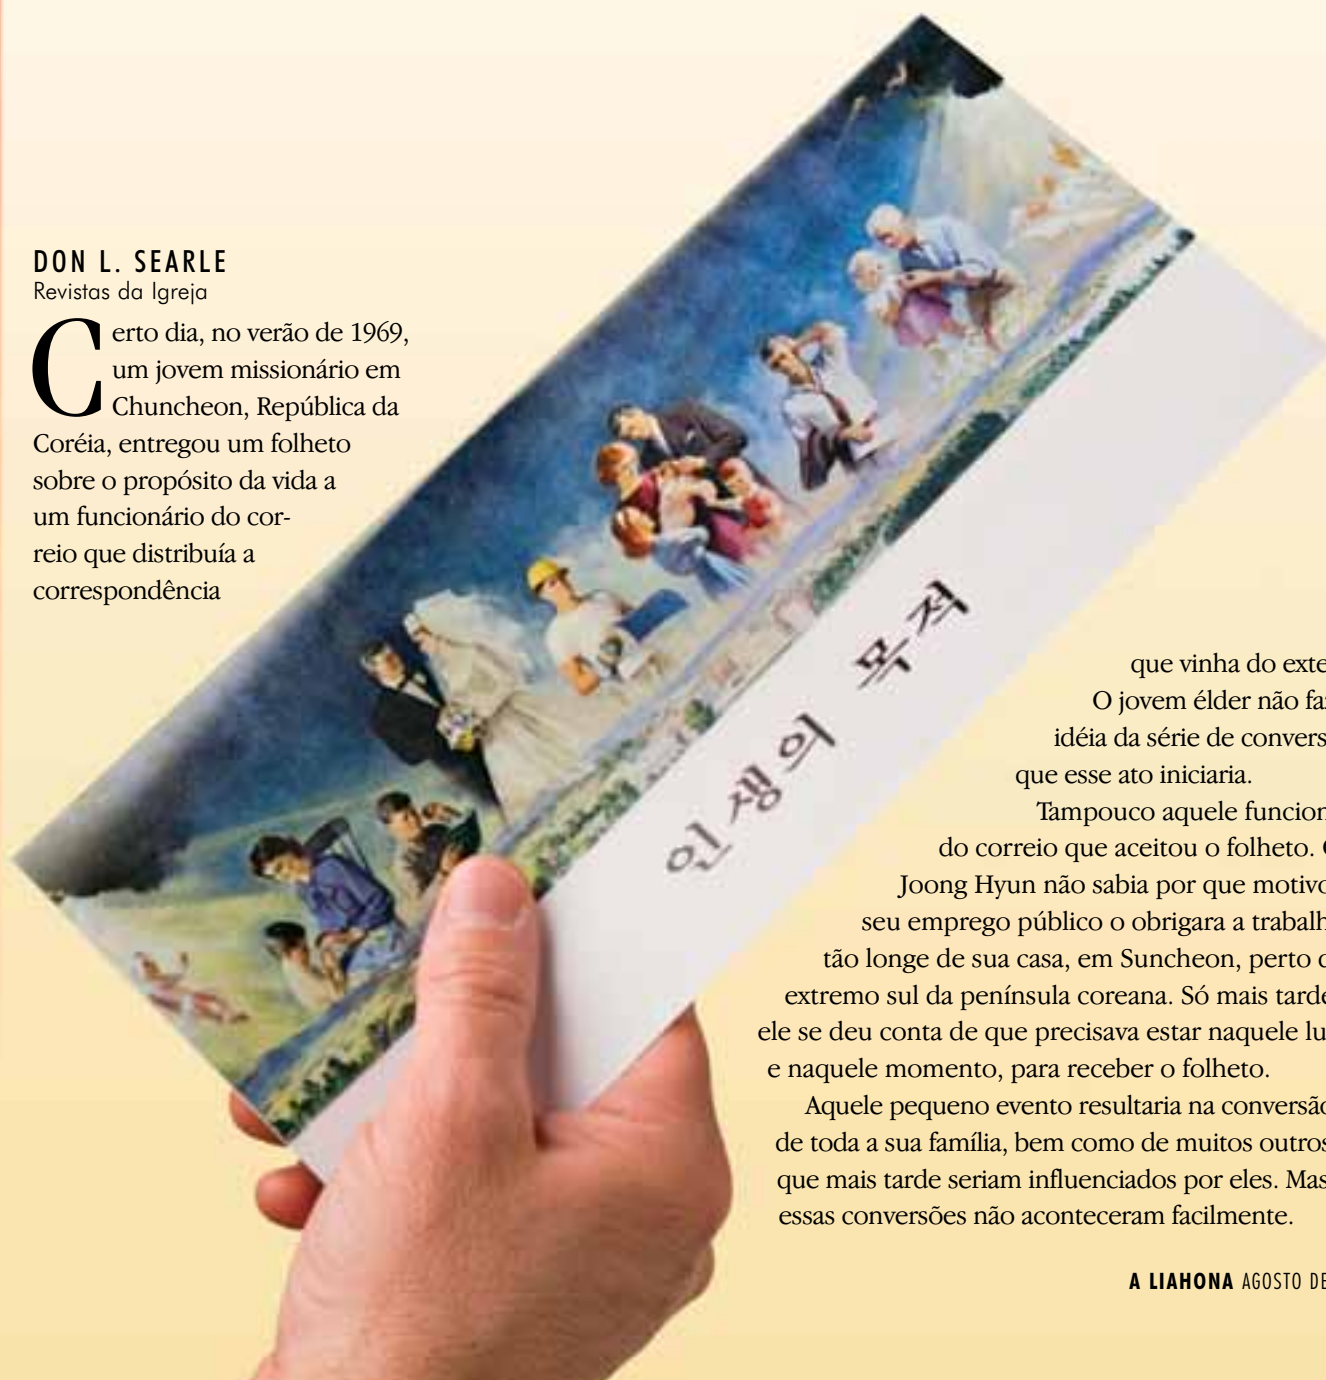 DON L. SEARLE
Revistas da Igreja
Certo dia, no verão de 1969,
um jovem missionário em
Chuncheon, República da
Coréia, entregou um folheto
sobre o propósito da vida a
um funcionário do cor-
reio que distribuía a
correspondência
인생의 목적
que vinha do exte
O jovem élder não fa
idéia da série de convers
que esse ato iniciaria.
Tampouco aquele funcion
do correio que aceitou o folheto.
Joong Hyun não sabia por que motivo
seu emprego público o obrigara a trabalh
tão longe de sua casa, em Suncheon, perto d
extremo sul da península coreana. Só mais tarde
ele se deu conta de que precisava estar naquele lu
e naquele momento, para receber o folheto.
Aquele pequeno evento resultaria na conversão
de toda a sua família, bem como de muitos outros
que mais tarde seriam influenciados por eles. Mas
essas conversões não aconteceram facilmente.
A LIAHONA AGOSTO DE